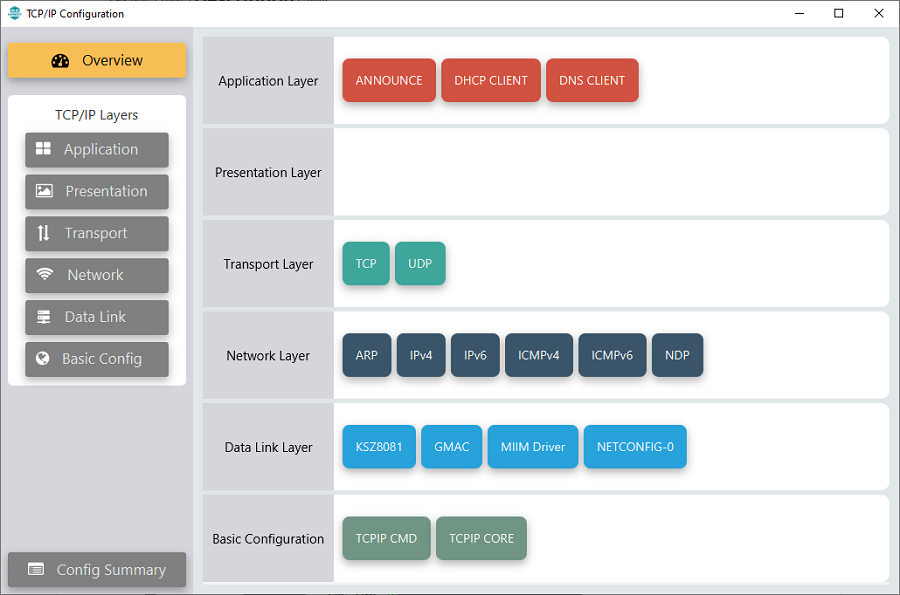 TCP/IP Configuration
Overview
TCP/IP Layers
Application
Presentation
Transport
Network
Data Link
Basic Config
Config Summary
Application Layer
ANNOUNCE
DHCP CLIENT
DNS CLIENT
Presentation Layer
Transport Layer
TCP
UDP
Network Layer
ARP
IPv4
IPv6
ICMPv4
ICMPv6
NDP
Data Link Layer
KSZ8081
GMAC
MIIM Driver
NETCONFIG-0
Basic Configuration
TCPIP CMD
TCPIP CORE